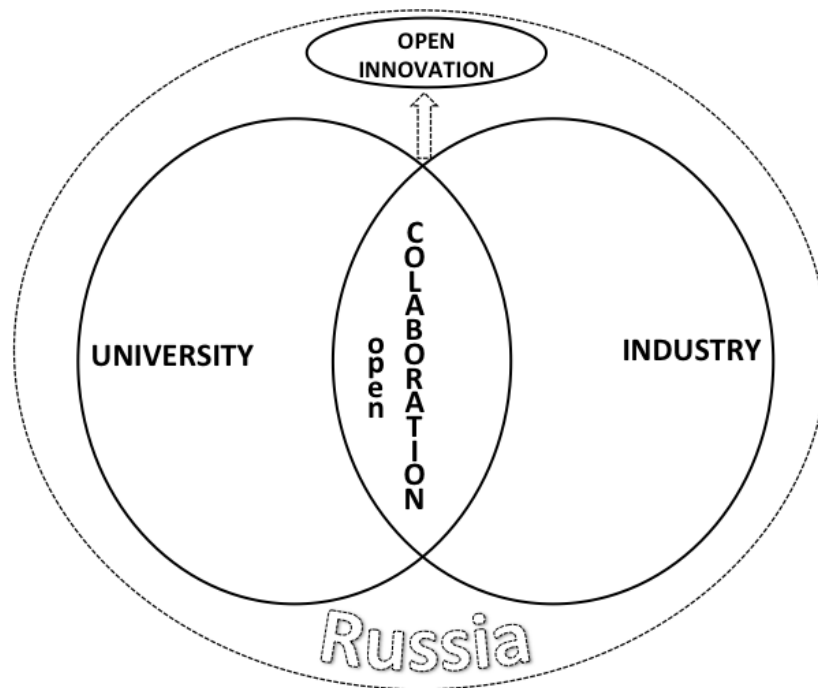 OPEN
INNOVATION
UNIVERSITY
open
COLABORATION
INDUSTRY
Russia